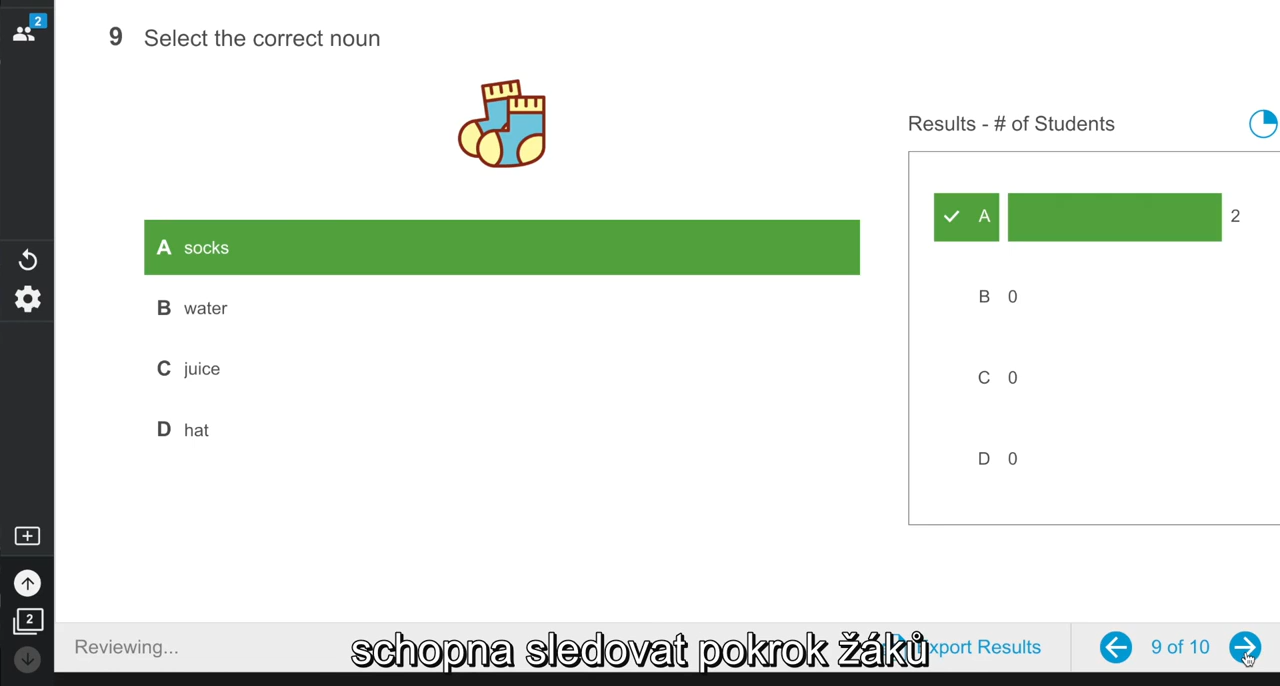 2
9 Select the correct noun
Results - # of Students
A socks
B water
C juice
D hat
A 2
B 0
C 0
D 0
2
Reviewing...
schopna sledovat pokrok žáků
Export Results
9 of 10